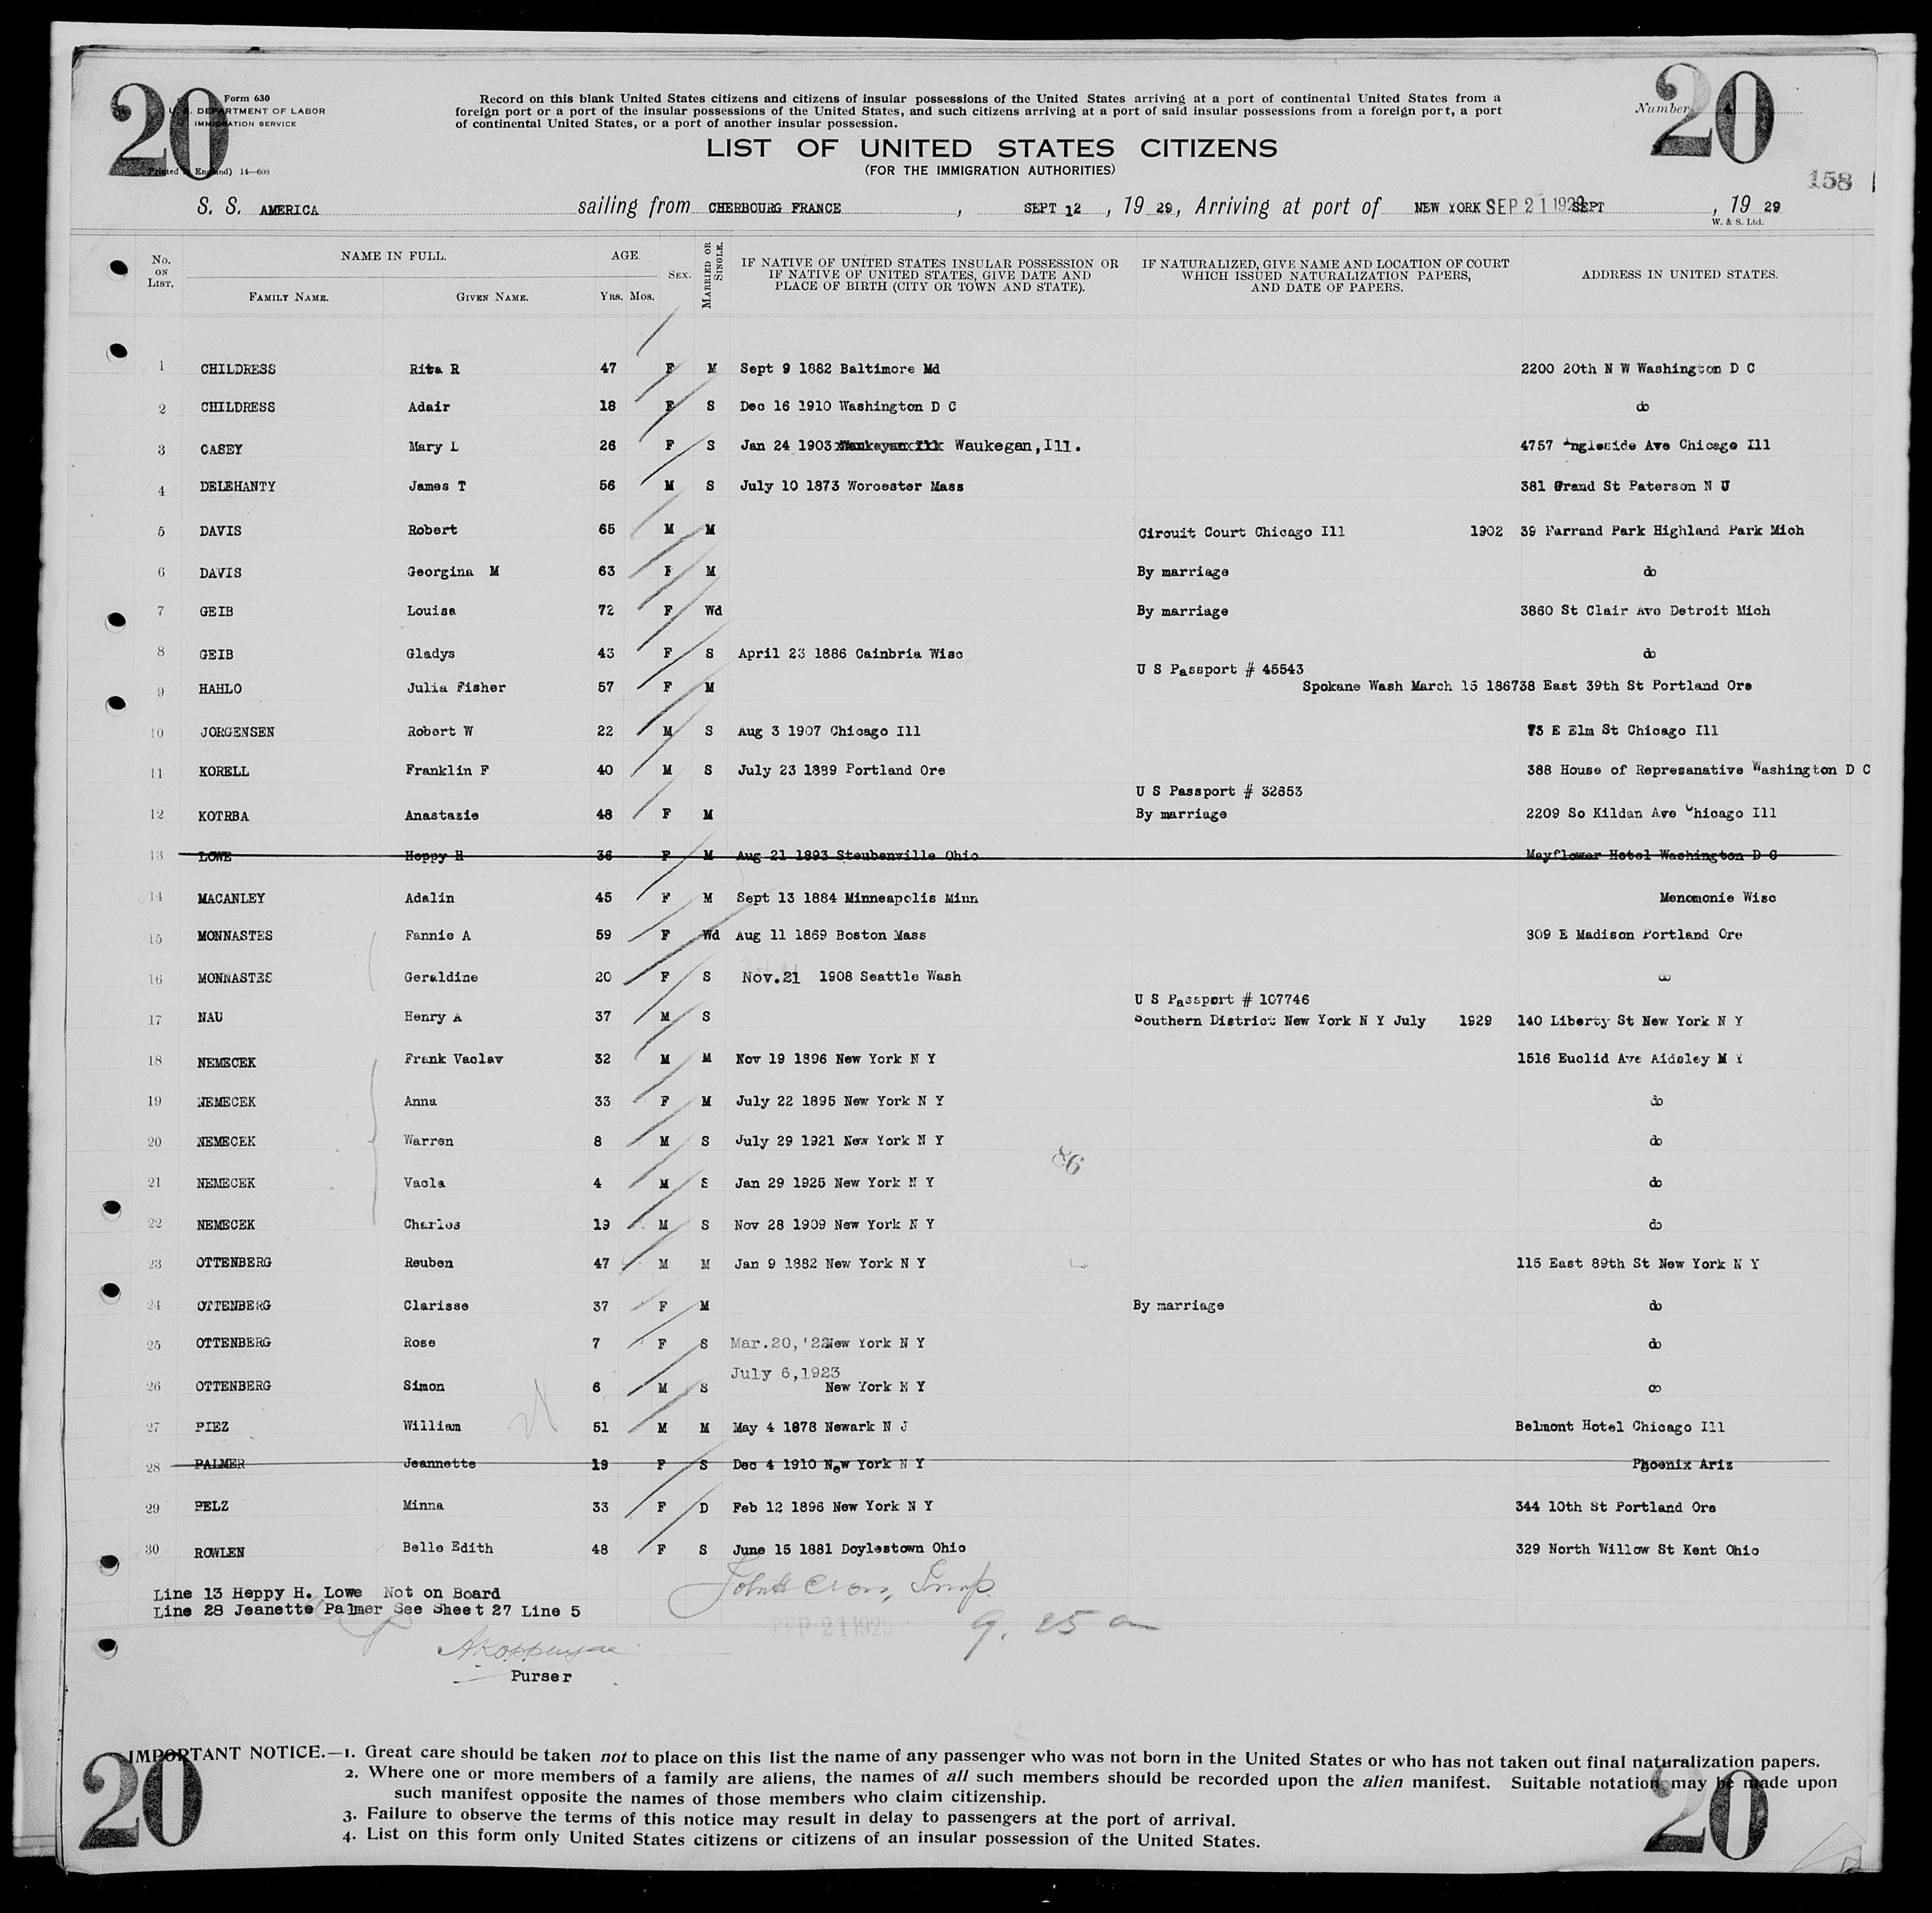 20
Form 630
U. S. DEPARTMENT OF LABOR
IMMIGRATION SERVICE
(Printed in England) 14—608
Record on this blank United States citizens and citizens of insular possessions of the United States arriving at a port of continental United States from a
foreign port or a port of the insular possessions of the United States, and such citizens arriving at a port of said insular possessions from a foreign port, a port
of continental United States, or a port of another insular possession.
Number
20
LIST OF UNITED STATES CITIZENS
(FOR THE IMMIGRATION AUTHORITIES)
158
S. S. AMERICA sailing from CHERBOURG FRANCE, SEPT 12, 19 29, Arriving at port of NEW YORK SEP 21 1929 SEPT, 19 29
W. & S. Ltd.
No. ON LIST. NAME IN FULL. AGE. SEX. MARRIED OR SINGLE. IF NATIVE OF UNITED STATES INSULAR POSSESSION OR IF NATIVE OF UNITED STATES, GIVE DATE AND PLACE OF BIRTH (CITY OR TOWN AND STATE). IF NATURALIZED, GIVE NAME AND LOCATION OF COURT WHICH ISSUED NATURALIZATION PAPERS, AND DATE OF PAPERS. ADDRESS IN UNITED STATES.
FAMILY NAME. GIVEN NAME. YRS. MOS.
1 CHILDRESS Rita R 47 F M Sept 9 1882 Baltimore Md 2200 20th N W Washington D C
2 CHILDRESS Adair 18 F S Dec 16 1910 Washington D C do
3 CASEY Mary L 26 F S Jan 24 1903 Waukegan, Ill. 4757 Ingleside Ave Chicago Ill
4 DELEHANTY James T 56 M S July 10 1873 Worcester Mass 381 Grand St Paterson N J
5 DAVIS Robert 65 M M Circuit Court Chicago Ill 1902 39 Farrand Park Highland Park Mich
6 DAVIS Georgina M 63 F M By marriage do
7 GEIB Louisa 72 F Wd By marriage 3860 St Clair Ave Detroit Mich
8 GEIB Gladys 43 F S April 23 1886 Cainbria Wisc do
U S Passport # 45543
9 HAHLO Julia Fisher 57 F M Spokane Wash March 15 186738 East 39th St Portland Ore
10 JORGENSEN Robert W 22 M S Aug 3 1907 Chicago Ill 73 E Elm St Chicago Ill
11 KORELL Franklin F 40 M S July 23 1889 Portland Ore 388 House of Represanative Washington D C
U S Passport # 32653
12 KOTRBA Anastazie 48 F M By marriage 2209 So Kildan Ave Chicago Ill
13 LOWE Heppy H 36 F M Aug 21 1893 Steubenville Ohio Mayflower Hotel Washington D C
14 MACANLEY Adalin 45 F M Sept 13 1884 Minneapolis Minn Menomonie Wisc
15 MONNASTES Fannie A 59 F Wd Aug 11 1869 Boston Mass 309 E Madison Portland Ore
16 MONNASTES Geraldine 20 F S Nov.21 1908 Seattle Wash do
U S Passport # 107746
17 NAU Henry A 37 M S Southern District New York N Y July 1929 140 Liberty St New York N Y
18 NEMECEK Frank Vaclav 32 M M Nov 19 1896 New York N Y 1516 Euclid Ave Aidsley N Y
19 NEMECEK Anna 33 F M July 22 1895 New York N Y do
20 NEMECEK Warren 8 M S July 29 1921 New York N Y do
86
21 NEMECEK Vacla 4 M S Jan 29 1925 New York N Y do
22 NEMECEK Charles 19 M S Nov 28 1909 New York N Y do
23 OTTENBERG Reuben 47 M M Jan 9 1882 New York N Y 115 East 89th St New York N Y
24 OTTENBERG Clarisse 37 F M By marriage do
25 OTTENBERG Rose 7 F S Mar.20,'22 New York N Y do
July 6,1923
26 OTTENBERG Simon 6 M S New York N Y do
27 PIEZ William 51 M M May 4 1878 Newark N J Belmont Hotel Chicago Ill
28 PALMER Jeannette 19 F S Dec 4 1910 New York N Y Phoenix Ariz
29 PELZ Minna 33 F D Feb 12 1896 New York N Y 344 10th St Portland Ore
30 ROWLEN Belle Edith 48 F S June 15 1881 Doylestown Ohio 329 North Willow St Kent Ohio
Line 13 Heppy H. Lowe Not on Board
Line 28 Jeanette Palmer See Sheet 27 Line 5
SEP 21 1929
9. 25 am
Purser
IMPORTANT NOTICE.—1. Great care should be taken not to place on this list the name of any passenger who was not born in the United States or who has not taken out final naturalization papers.
2. Where one or more members of a family are aliens, the names of all such members should be recorded upon the alien manifest. Suitable notation may be made upon
such manifest opposite the names of those members who claim citizenship.
3. Failure to observe the terms of this notice may result in delay to passengers at the port of arrival.
4. List on this form only United States citizens or citizens of an insular possession of the United States.
20
20